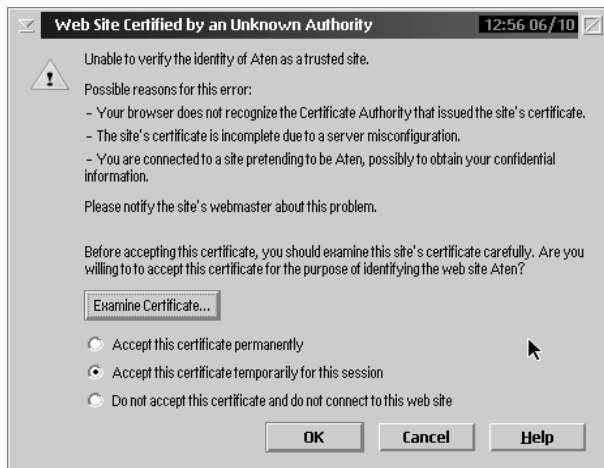 Web Site Certified by an Unknown Authority 12:56 06/10
Unable to verify the identity of Aten as a trusted site.
Possible reasons for this error:
- Your browser does not recognize the Certificate Authority that issued the site's certificate.
- The site's certificate is incomplete due to a server misconfiguration.
- You are connected to a site pretending to be Aten, possibly to obtain your confidential
information.
Please notify the site's webmaster about this problem.
Before accepting this certificate, you should examine this site's certificate carefully. Are you
willing to to accept this certificate for the purpose of identifying the web site Aten?
Examine Certificate...
Accept this certificate permanently
Accept this certificate temporarily for this session
Do not accept this certificate and do not connect to this web site
OK Cancel Help